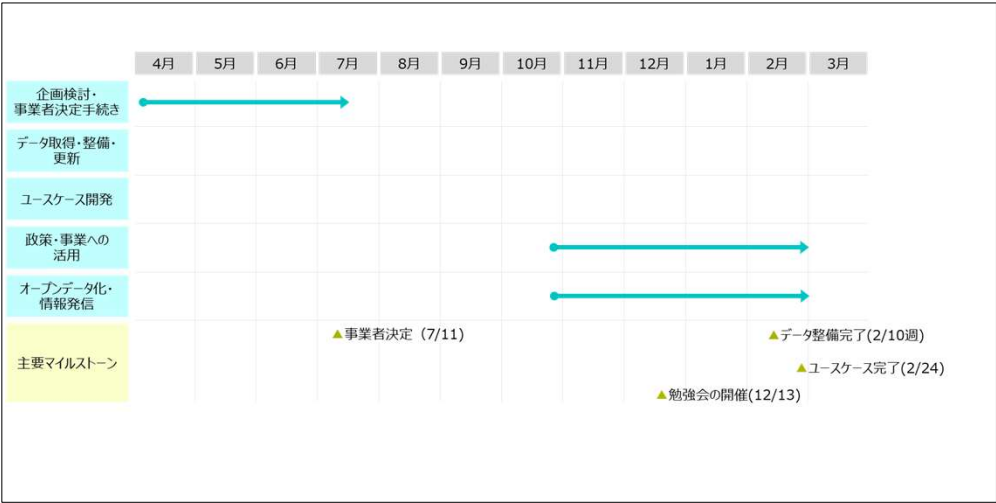 4月 5月 6月 7月 8月 9月 10月 11月 12月 1月 2月 3月
企画検討・
事業者決定手続き
データ取得・整備・
更新
ユースケース開発
政策・事業への
活用
オープンデータ化・
情報発信
主要マイルストーン
▲事業者決定（7/11）
▲データ整備完了(2/10週)
▲ユースケース完了(2/24)
▲勉強会の開催(12/13)